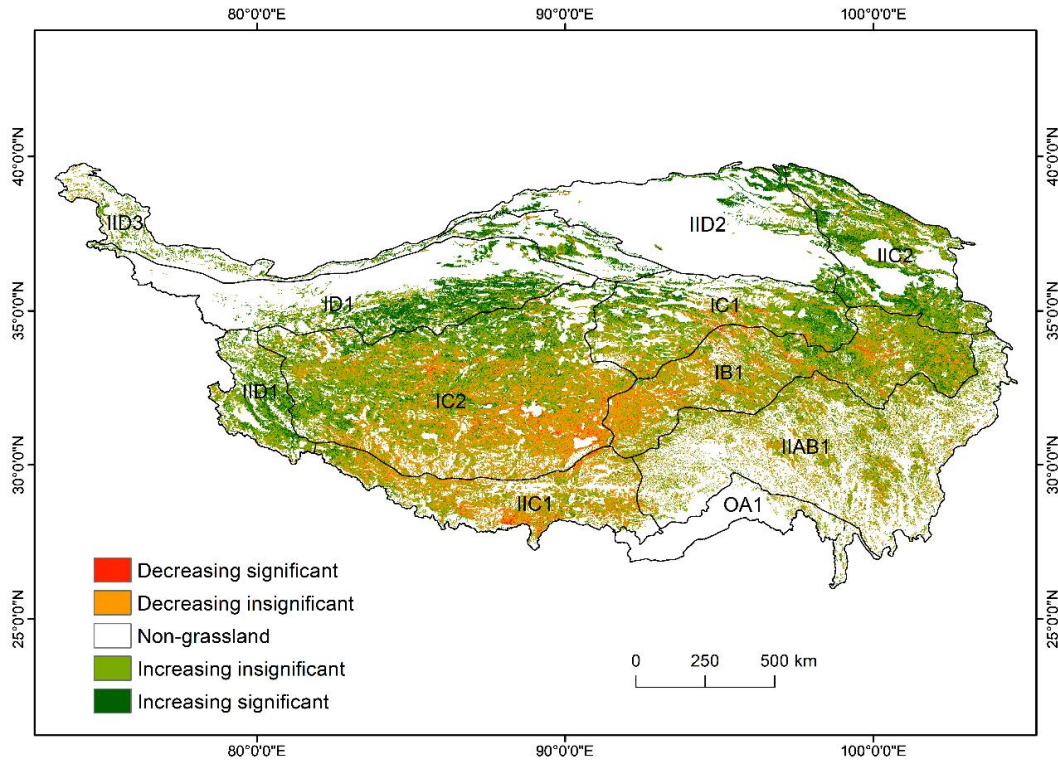 80°0'0"E 90°0'0"E 100°0'0"E
40°0'0"N 40°0'0"N
IID3
IID2
IIC2
35°0'0"N 35°0'0"N
ID1
IC1
IB1
IID1
IC2
IIAB1
30°0'0"N 30°0'0"N
IIC1
OA1
Decreasing significant
Decreasing insignificant
Non-grassland
Increasing insignificant
Increasing significant
25°0'0"N 25°0'0"N
0 250 500 km
80°0'0"E 90°0'0"E 100°0'0"E